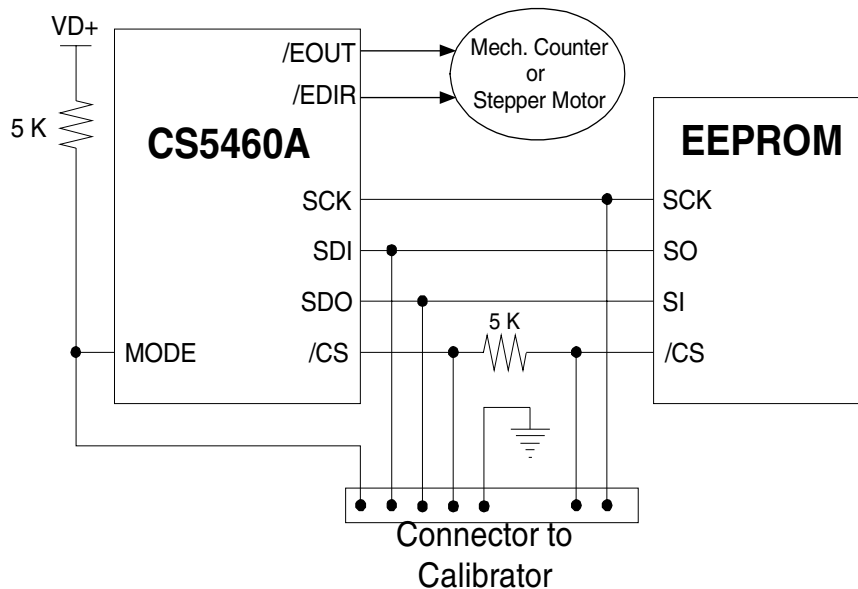 VD+
5 K
CS5460A
/EOUT
/EDIR
SCK
SDI
SDO
/CS
MODE
Mech. Counter
or
Stepper Motor
5 K
EEPROM
SCK
SO
SI
/CS
Connector to
Calibrator